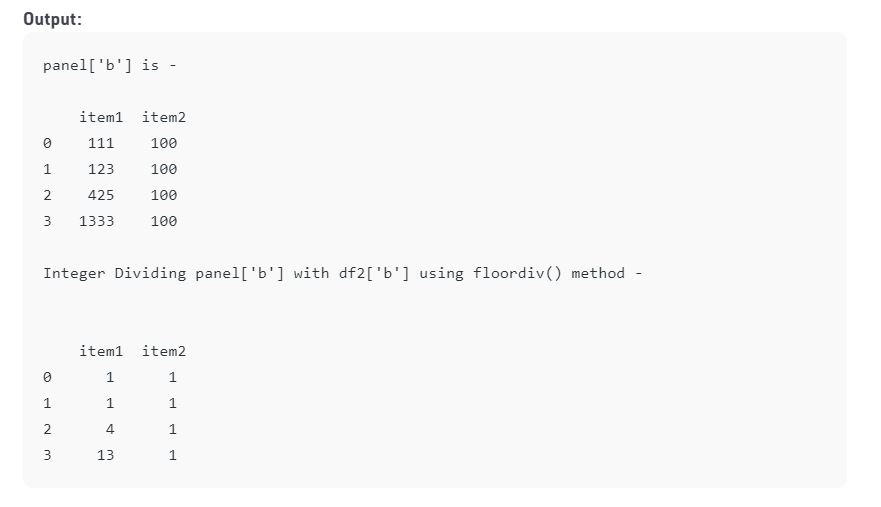 Output:
panel['b'] is -
item1 item2
0 111 100
1 123 100
2 425 100
3 1333 100
Integer Dividing panel['b'] with df2['b'] using floordiv() method -
item1 item2
0 1 1
1 1 1
2 4 1
3 13 1